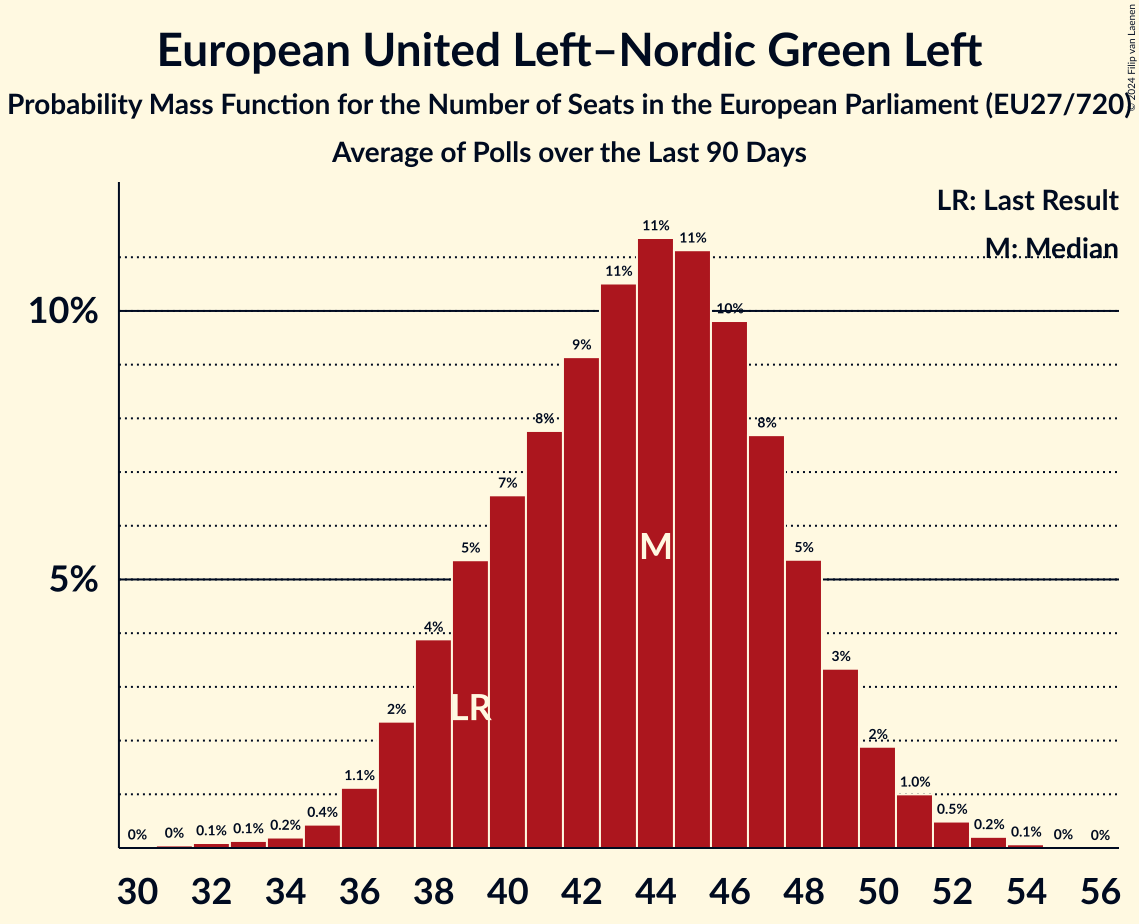 European United Left–Nordic Green Left
Probability Mass Function for the Number of Seats in the European Parliament (EU27/720)
Average of Polls over the Last 90 Days
© 2024 Filip van Laenen
LR: Last Result
M: Median
10%
5%
0% 0% 0.1% 0.1% 0.2% 0.4% 1.1% 2% 4% 5% 7% 8% 9% 11% 11% 11% 10% 8% 5% 3% 2% 1.0% 0.5% 0.2% 0.1% 0% 0%
M
LR
30 32 34 36 38 40 42 44 46 48 50 52 54 56